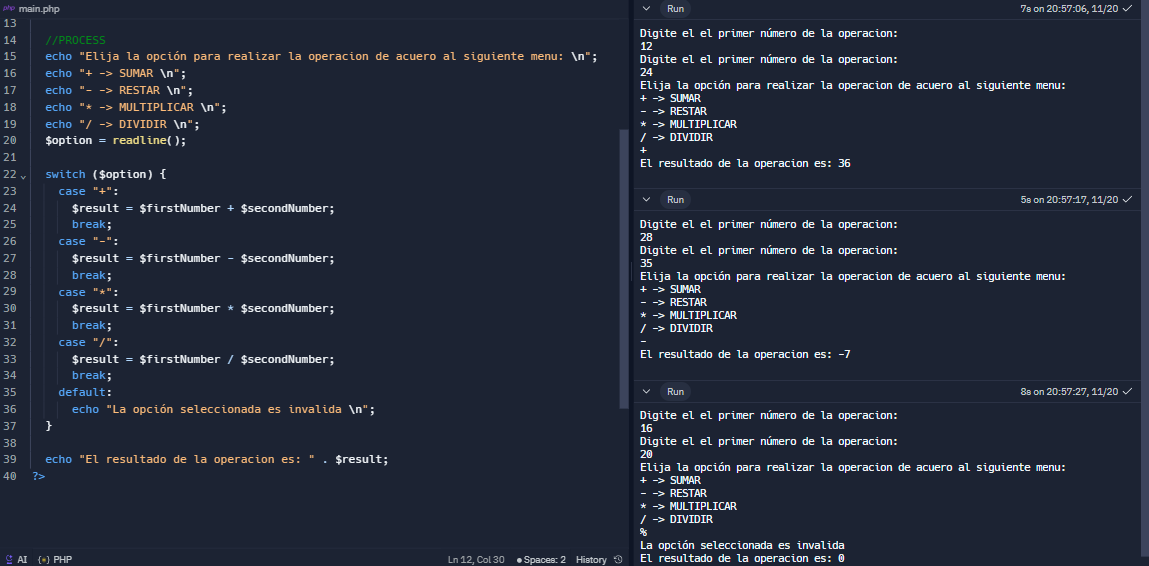 php main.php
13
14 //PROCESS
15 echo "Elija la opción para realizar la operacion de acuero al siguiente menu: \n";
16 echo "+ -> SUMAR \n";
17 echo "- -> RESTAR \n";
18 echo "* -> MULTIPLICAR \n";
19 echo "/ -> DIVIDIR \n";
20 $option = readline();
21
22 switch ($option) {
23 case "+":
24 $result = $firstNumber + $secondNumber;
25 break;
26 case "-":
27 $result = $firstNumber - $secondNumber;
28 break;
29 case "*":
30 $result = $firstNumber * $secondNumber;
31 break;
32 case "/":
33 $result = $firstNumber / $secondNumber;
34 break;
35 default:
36 echo "La opción seleccionada es invalida \n";
37 }
38
39 echo "El resultado de la operacion es: " . $result;
40 ?>
AI {*} PHP Ln 12, Col 30 Spaces: 2 History
Run 7s on 20:57:06, 11/20
Digite el el primer número de la operacion:
12
Digite el el primer número de la operacion:
24
Elija la opción para realizar la operacion de acuero al siguiente menu:
+ -> SUMAR
- -> RESTAR
* -> MULTIPLICAR
/ -> DIVIDIR
+
El resultado de la operacion es: 36
Run 5s on 20:57:17, 11/20
Digite el el primer número de la operacion:
28
Digite el el primer número de la operacion:
35
Elija la opción para realizar la operacion de acuero al siguiente menu:
+ -> SUMAR
- -> RESTAR
* -> MULTIPLICAR
/ -> DIVIDIR
-
El resultado de la operacion es: -7
Run 8s on 20:57:27, 11/20
Digite el el primer número de la operacion:
16
Digite el el primer número de la operacion:
20
Elija la opción para realizar la operacion de acuero al siguiente menu:
+ -> SUMAR
- -> RESTAR
* -> MULTIPLICAR
/ -> DIVIDIR
%
La opción seleccionada es invalida
El resultado de la operacion es: 0